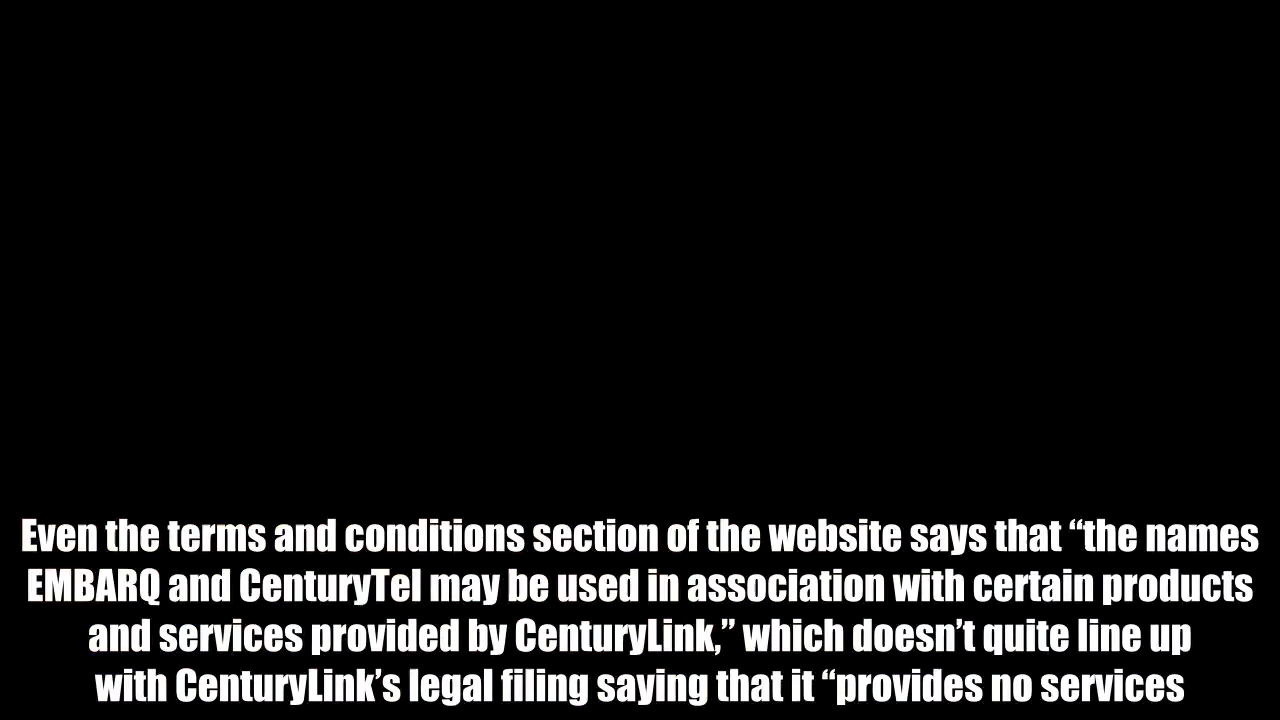 Even the terms and conditions section of the website says that “the names
EMBARQ and CenturyTel may be used in association with certain products
and services provided by CenturyLink,” which doesn’t quite line up
with CenturyLink’s legal filing saying that it “provides no services